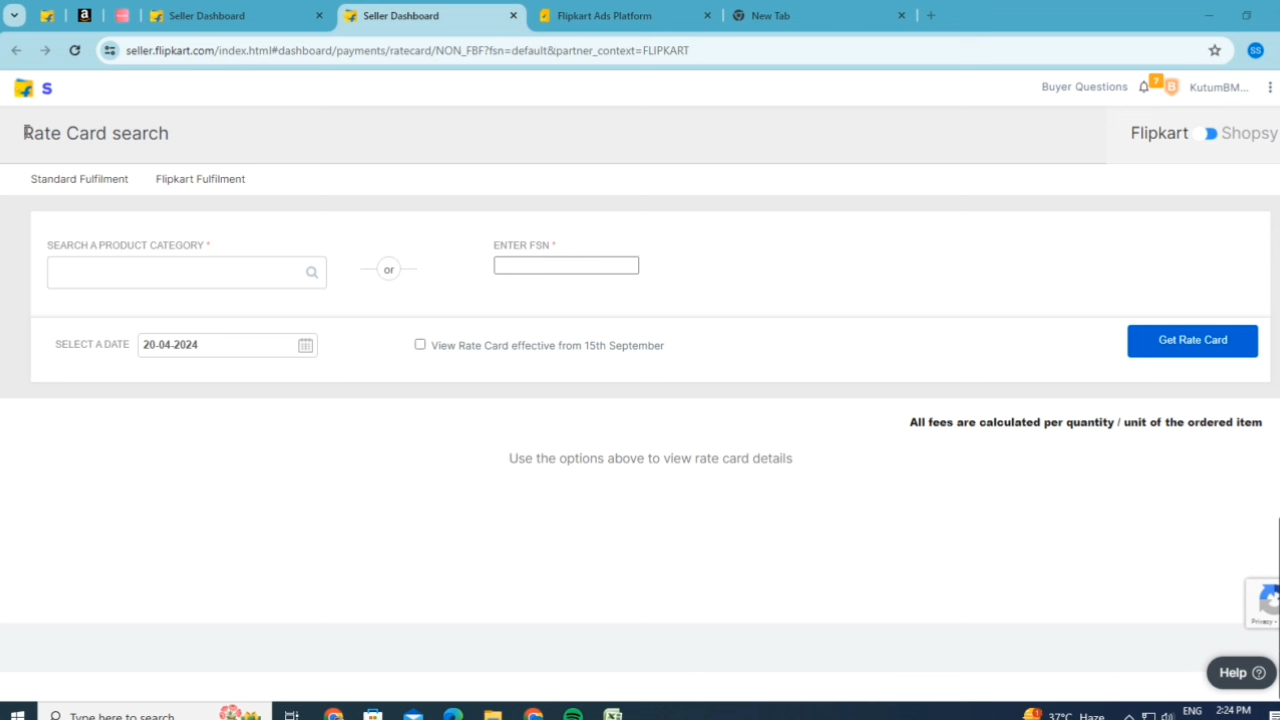 Seller Dashboard
Seller Dashboard
Flipkart Ads Platform
New Tab
seller.flipkart.com/index.html#dashboard/payments/ratecard/NON_FBF?fsn=default&partner_context=FLIPKART
SS
S
Buyer Questions
7
B
KutumBM...
Rate Card search
Flipkart Shopsy
Standard Fulfilment Flipkart Fulfilment
SEARCH A PRODUCT CATEGORY *
or
ENTER FSN *
SELECT A DATE 20-04-2024
View Rate Card effective from 15th September
Get Rate Card
All fees are calculated per quantity / unit of the ordered item
Use the options above to view rate card details
Privacy -
Help
Type here to search
37°C Haze
ENG
2:24 PM